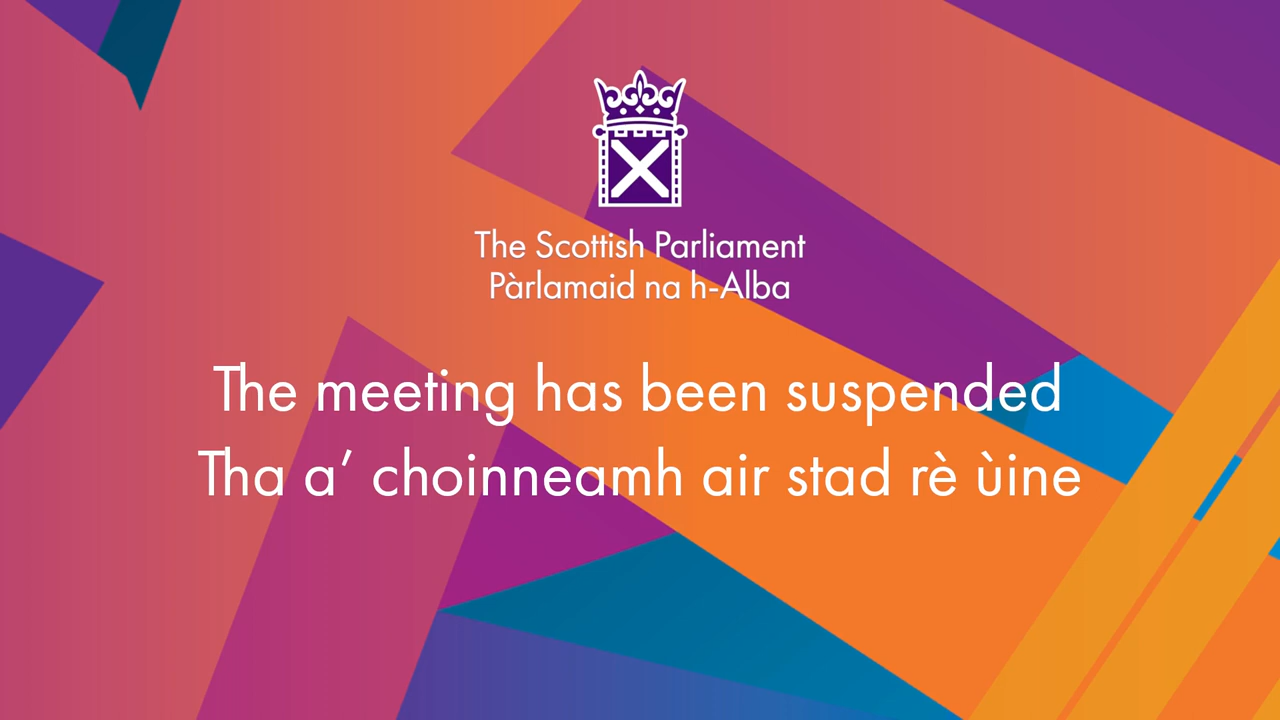 The Scottish Parliament
Pàrlamaid na h-Alba
The meeting has been suspended
Tha a’ choinneamh air stad rè ùine